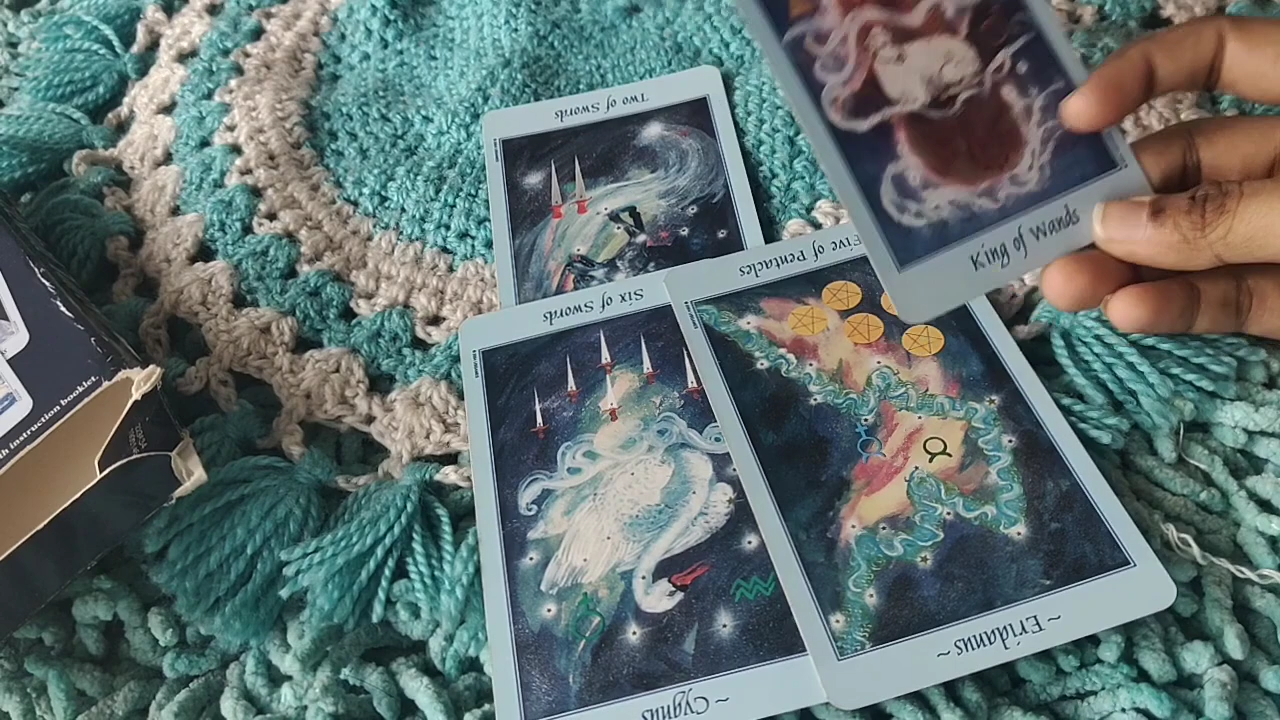 Two of Swords
King of Wands
Five of Pentacles
Six of Swords
h instruction booklet.
~Eridanus~
~Cygnus